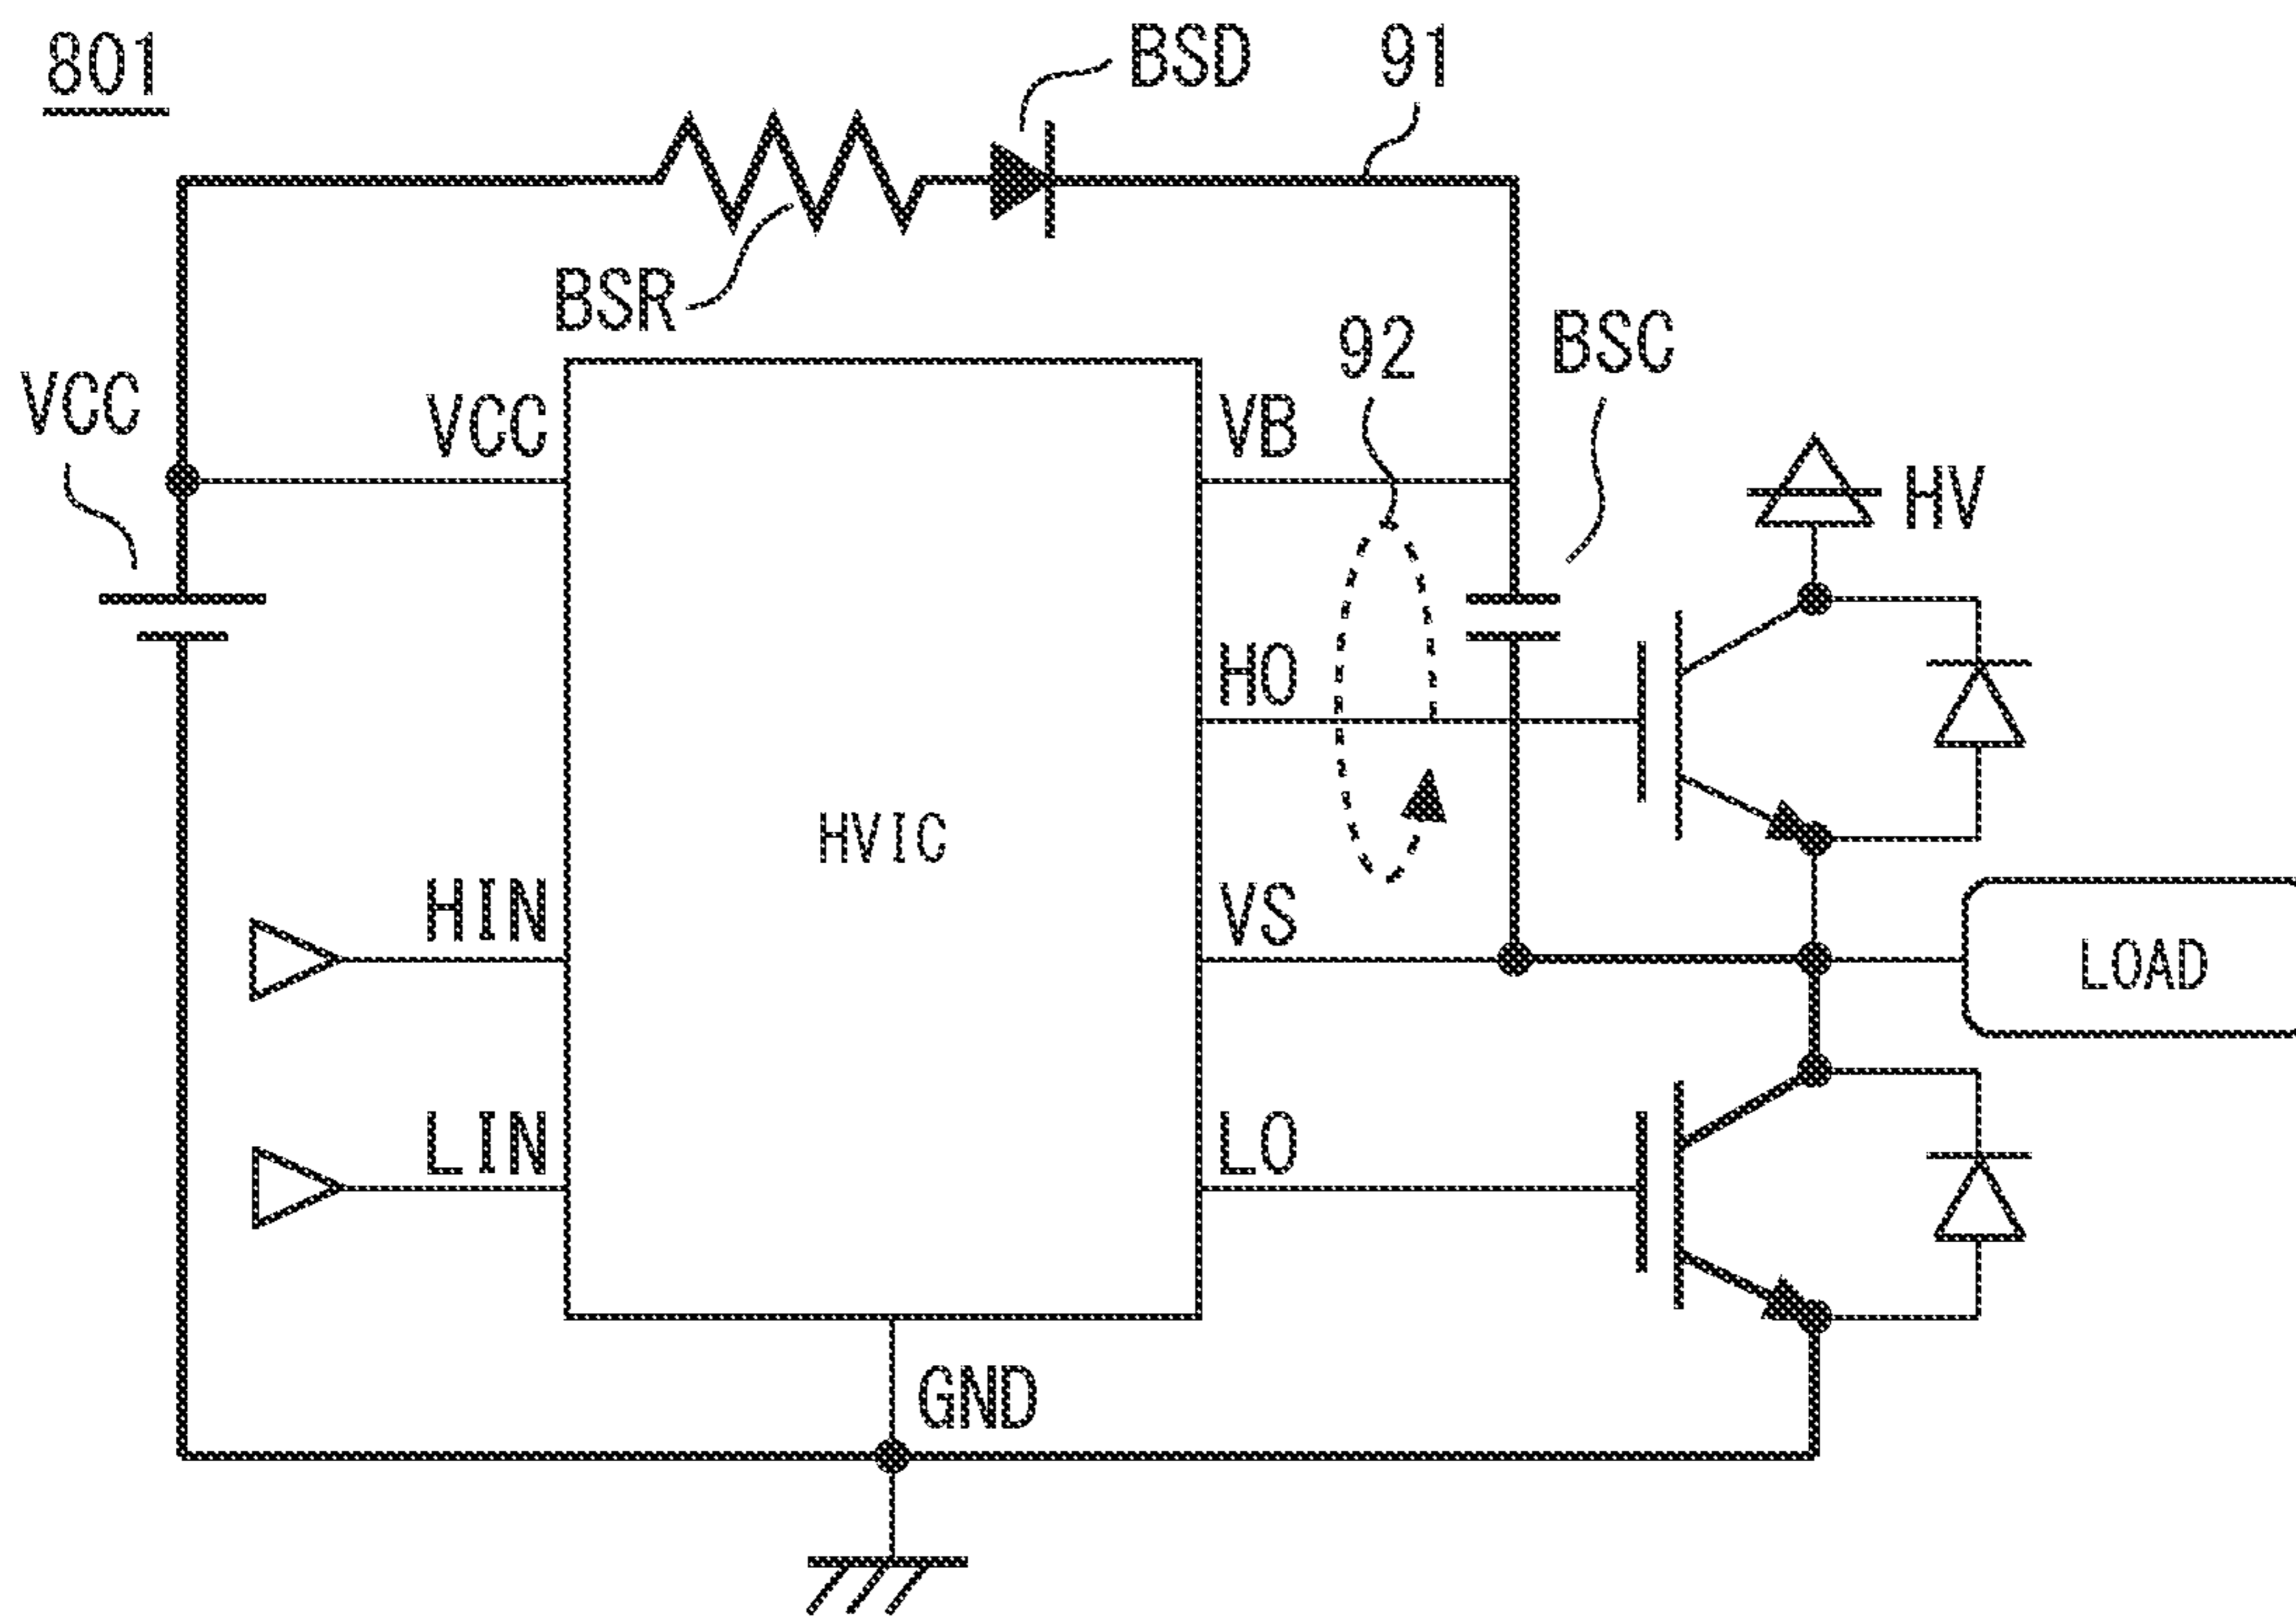 801
BSD
91
BSR
92
BSC
VCC
VCC
VB
HV
HO
HVIC
HIN
VS
LOAD
LIN
LO
GND